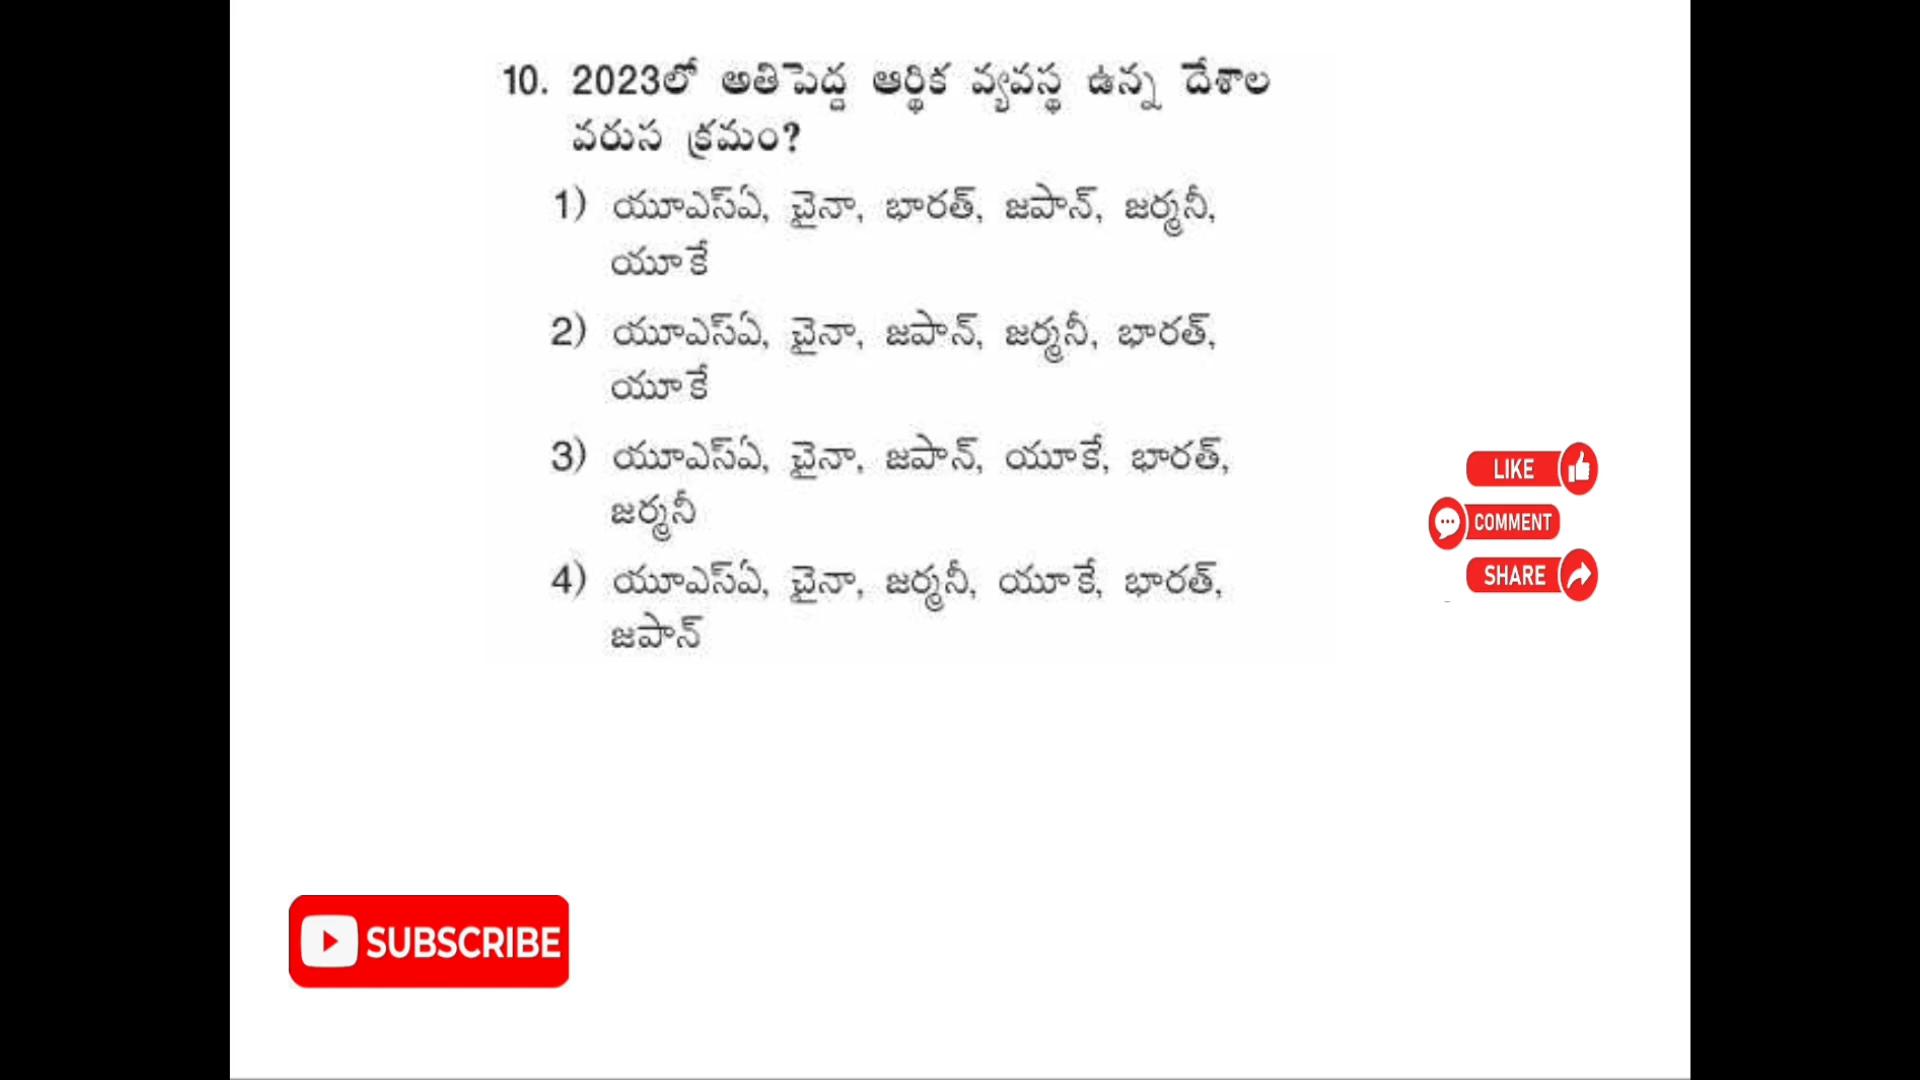 10. 2023లో అతిపెద్ద ఆర్థిక వ్యవస్థ ఉన్న దేశాల
వరుస క్రమం?
1) యూఎస్ఏ, చైనా, భారత్, జపాన్, జర్మనీ,
యూకే
2) యూఎస్ఏ, చైనా, జపాన్, జర్మనీ, భారత్,
యూకే
3) యూఎస్ఏ, చైనా, జపాన్, యూకే, భారత్,
జర్మనీ
4) యూఎస్ఏ, చైనా, జర్మనీ, యూకే, భారత్,
జపాన్
LIKE
COMMENT
SHARE
SUBSCRIBE